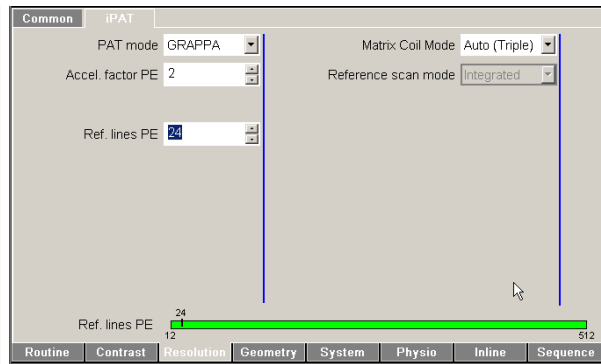 Common iPAT
PAT mode GRAPPA Matrix Coil Mode Auto (Triple)
Accel. factor PE 2 Reference scan mode Integrated
Ref. lines PE 24
24
Ref. lines PE
12 512
Routine Contrast Resolution Geometry System Physio Inline Sequence